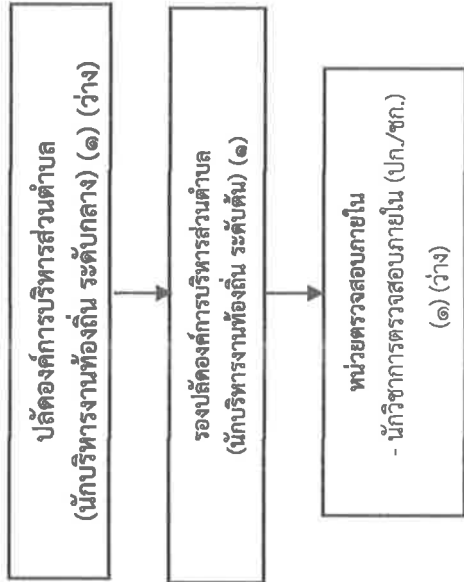 ปลัดองค์การบริหารส่วนตำบล
(นักบริหารงานท้องถิ่น ระดับกลาง) (๑) (ว่าง)
รองปลัดองค์การบริหารส่วนตำบล
(นักบริหารงานท้องถิ่น ระดับต้น) (๑)
หน่วยตรวจสอบภายใน
- นักวิชาการตรวจสอบภายใน (ปก./ชก.)
(๑) (ว่าง)